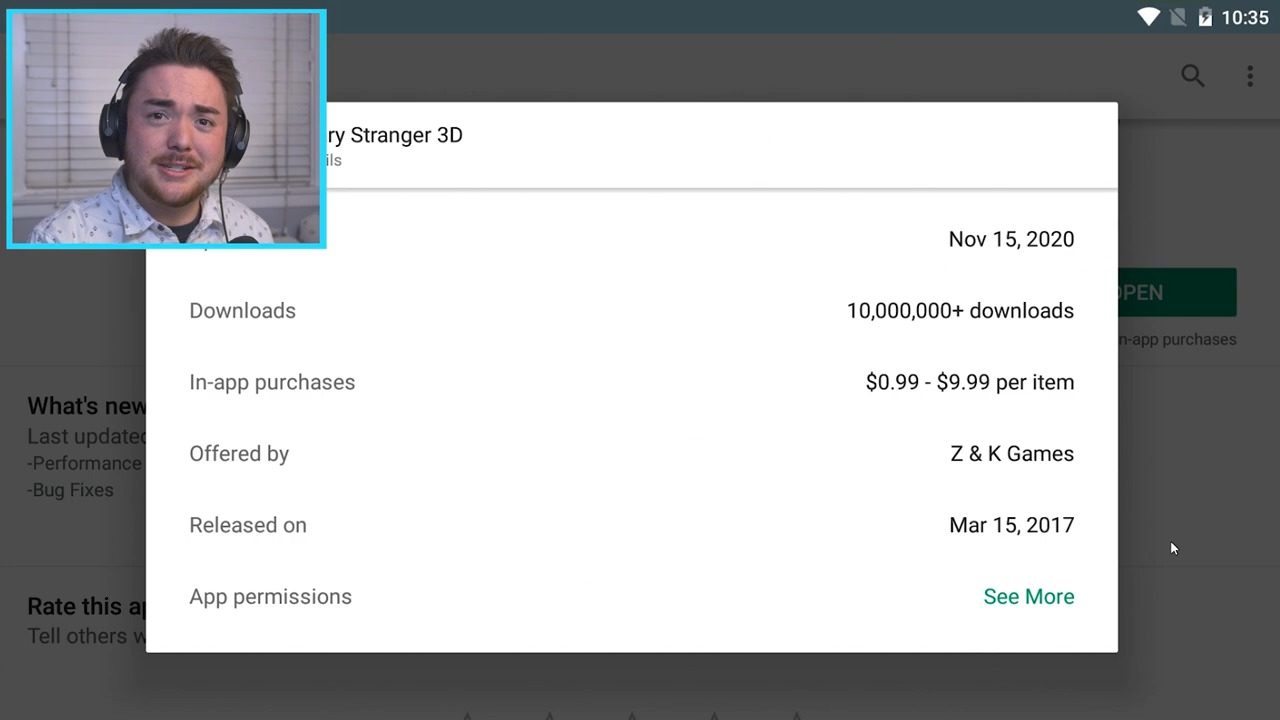 10:35
ry Stranger 3D
ils
Nov 15, 2020
Downloads 10,000,000+ downloads
OPEN
n-app purchases
In-app purchases $0.99 - $9.99 per item
What's new
Last updated
-Performance
-Bug Fixes
Offered by Z & K Games
Released on Mar 15, 2017
App permissions See More
Rate this ap
Tell others w